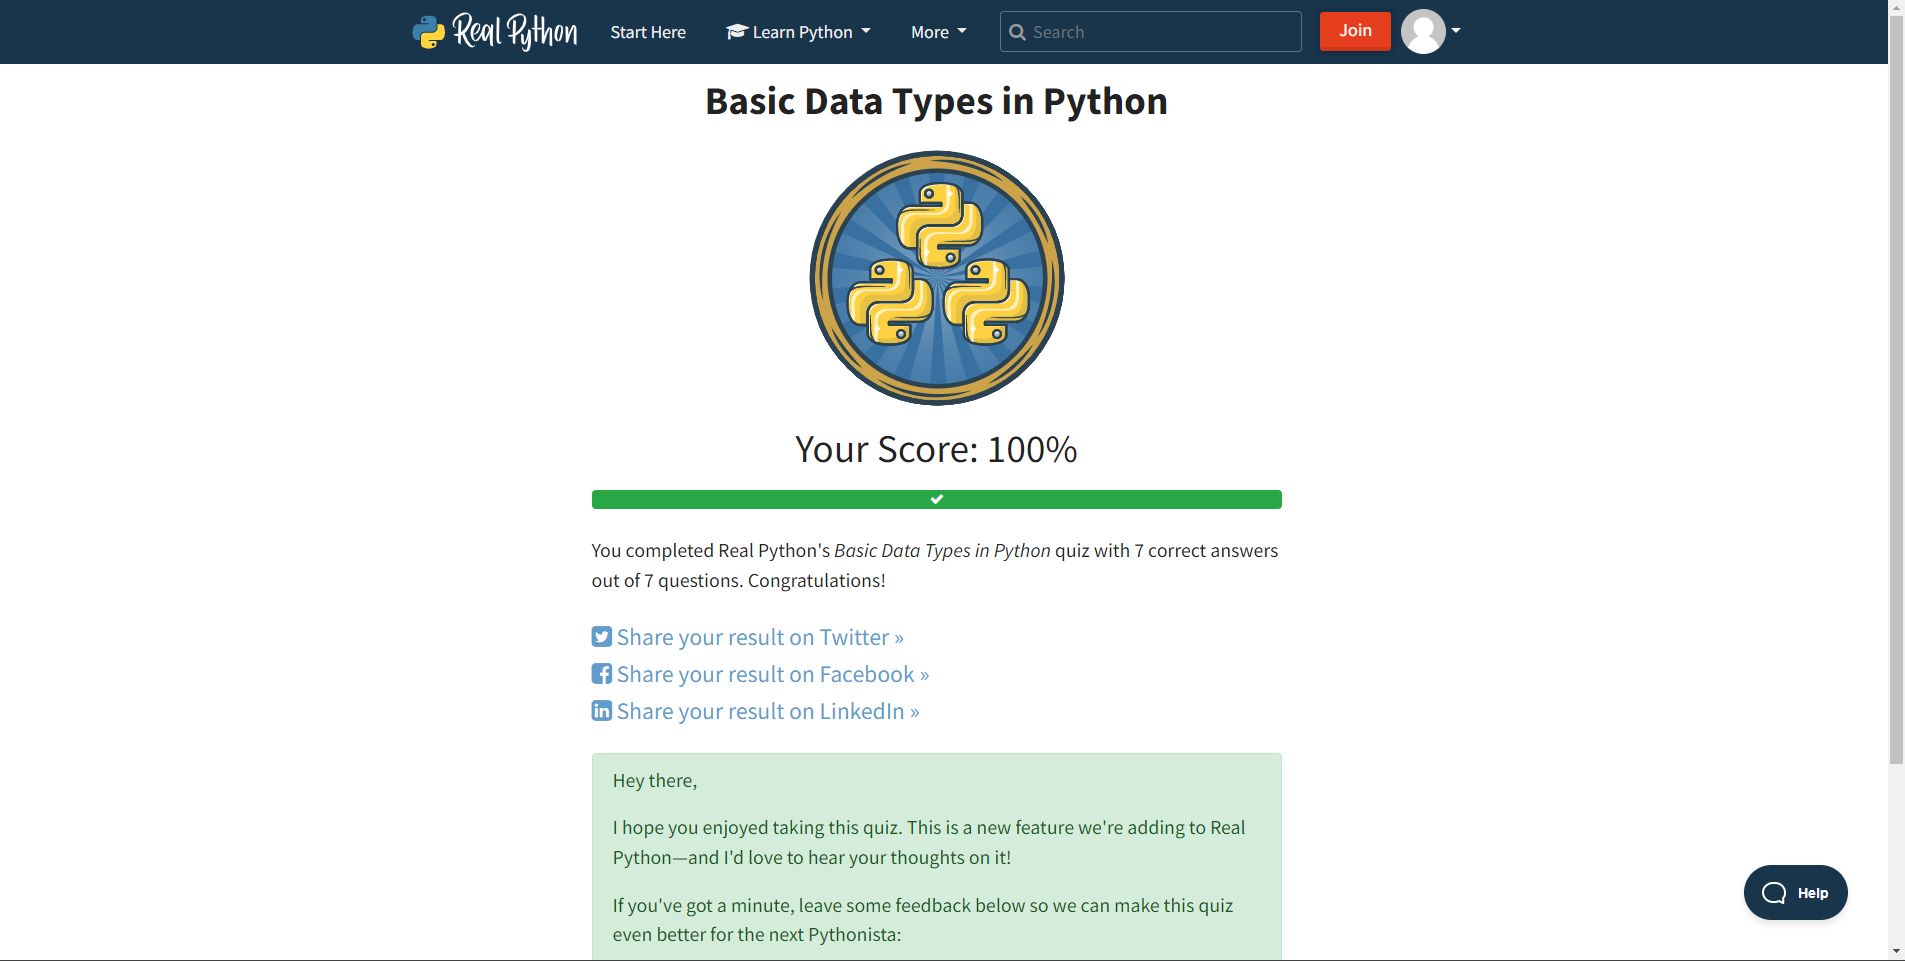 Real Python Start Here Learn Python More Search Join
Basic Data Types in Python
Your Score: 100%
You completed Real Python's Basic Data Types in Python quiz with 7 correct answers
out of 7 questions. Congratulations!
Share your result on Twitter »
Share your result on Facebook »
Share your result on LinkedIn »
Hey there,
I hope you enjoyed taking this quiz. This is a new feature we're adding to Real
Python—and I'd love to hear your thoughts on it!
If you've got a minute, leave some feedback below so we can make this quiz
even better for the next Pythonista:
Help